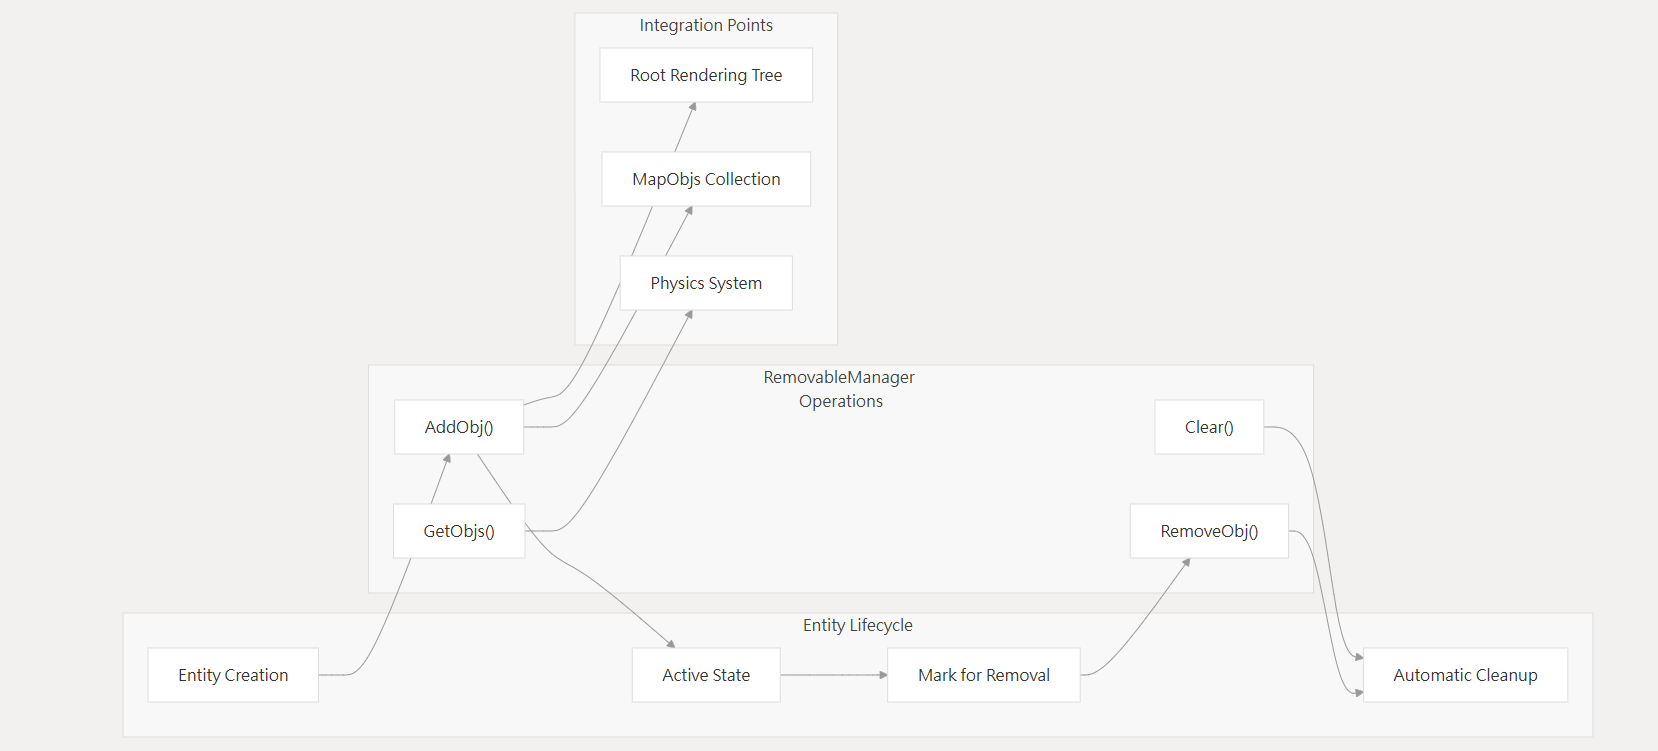 Integration Points
Root Rendering Tree
MapObjs Collection
Physics System
RemovableManager
Operations
AddObj()
Clear()
GetObjs()
RemoveObj()
Entity Lifecycle
Entity Creation
Active State
Mark for Removal
Automatic Cleanup